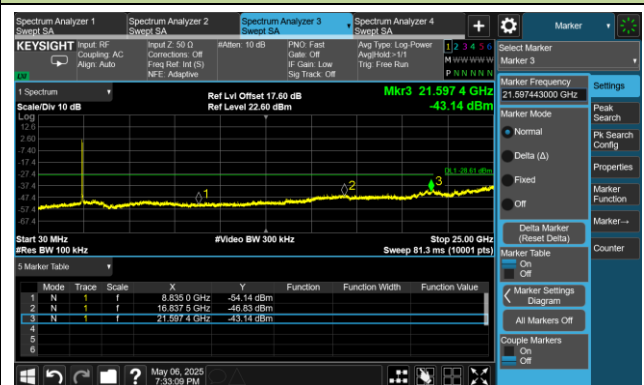 Spectrum Analyzer 1
Swept SA
Spectrum Analyzer 2
Swept SA
Spectrum Analyzer 3
Swept SA
Spectrum Analyzer 4
Swept SA
+
Marker
KEYSIGHT
Input: RF
Coupling: AC
Align: Auto
Input Z: 50 Ω
Corrections: Off
Freq Ref: Int (S)
NFE: Adaptive
#Atten: 10 dB
PNO: Fast
Gate: Off
IF Gain: Low
Sig Track: Off
Avg Type: Log-Power
Avg|Hold:>1/1
Trig: Free Run
1 2 3 4 5 6
M W W W W W
P N N N N N
LXI
Select Marker
Marker 3
1 Spectrum
Scale/Div 10 dB
Ref Lvl Offset 17.60 dB
Ref Level 22.60 dBm
Mkr3 21.597 4 GHz
-43.14 dBm
Log
12.6
2.60
-7.40
-17.4
-27.4
-37.4
-47.4
-57.4
-67.4
DL1 -29.61 dBm
1
2
3
Start 30 MHz
#Res BW 100 kHz
#Video BW 300 kHz
Stop 25.00 GHz
Sweep 81.3 ms (10001 pts)
Marker Frequency
21.597443000 GHz
Marker Mode
Normal
Delta (Δ)
Fixed
Off
Delta Marker
(Reset Delta)
Marker Table
On
Off
Marker Settings
Diagram
All Markers Off
Couple Markers
On
Off
Settings
Peak
Search
Pk Search
Config
Properties
Marker
Function
Marker→
Counter
5 Marker Table
Mode Trace Scale X Y Function Function Width Function Value
1 N 1 f 8.835 0 GHz -54.14 dBm
2 N 1 f 16.837 5 GHz -46.83 dBm
3 N 1 f 21.597 4 GHz -43.14 dBm
4
5
6
?
May 06, 2025
7:33:09 PM